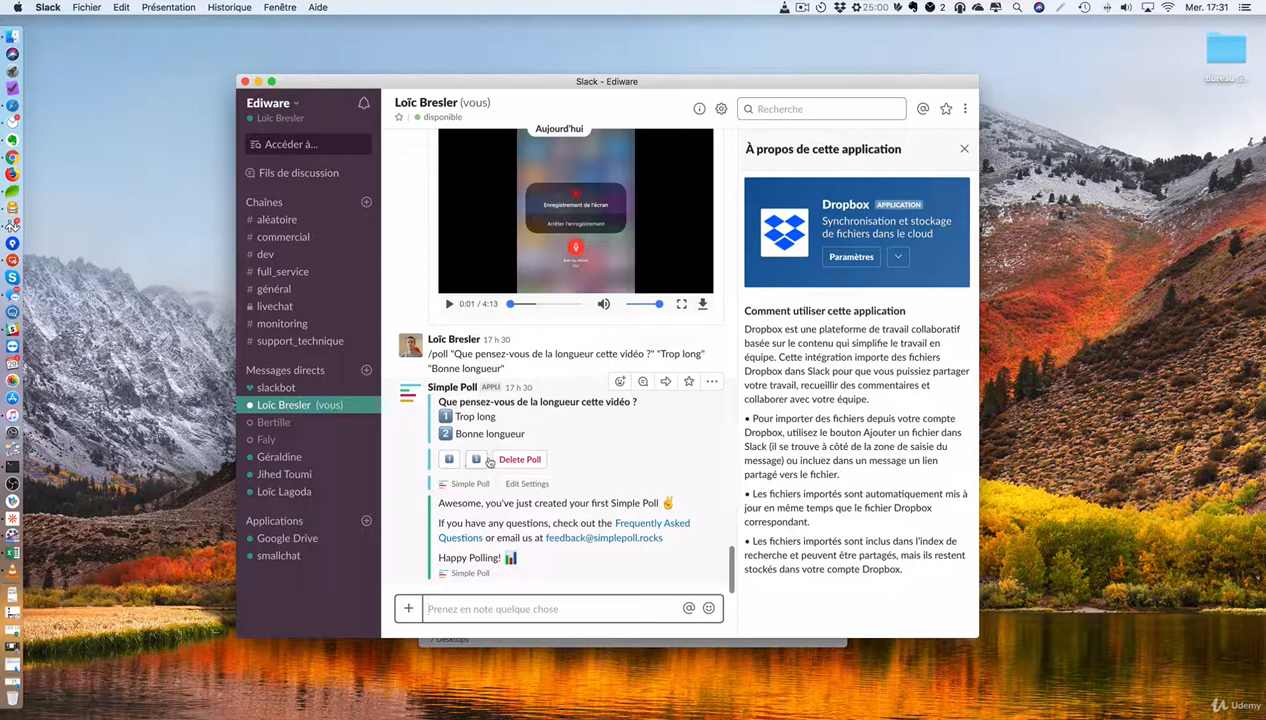 Slack Fichier Edit Présentation Historique Fenêtre Aide
25:00 2 Mer. 17:31
Slack - Ediware
Ediware
Loïc Bresler
Accéder à...
Fils de discussion
Chaînes
# aléatoire
# commercial
# dev
# full_service
# général
livechat
# monitoring
# support_technique
Messages directs
slackbot
Loïc Bresler (vous)
Bertille
Faly
Géraldine
Jihed Toumi
Loïc Lagoda
Applications
Google Drive
smallchat
Loïc Bresler (vous)
disponible
Recherche
Aujourd'hui
Enregistrement de l'écran
Arrêter l'enregistrement
0:01 / 4:13
Loïc Bresler 17 h 30
/poll "Que pensez-vous de la longueur cette vidéo ?" "Trop long"
"Bonne longueur"
Simple Poll APPLI 17 h 30
Que pensez-vous de la longueur cette vidéo ?
1 Trop long
2 Bonne longueur
1 2 Delete Poll
Simple Poll Edit Settings
Awesome, you've just created your first Simple Poll ✌
If you have any questions, check out the Frequently Asked
Questions or email us at feedback@simplepoll.rocks
Happy Polling! 📊
Simple Poll
Prenez en note quelque chose
À propos de cette application
Dropbox APPLICATION
Synchronisation et stockage
de fichiers dans le cloud
Paramètres
Comment utiliser cette application
Dropbox est une plateforme de travail collaboratif
basée sur le contenu qui simplifie le travail en
équipe. Cette intégration importe des fichiers
Dropbox dans Slack pour que vous puissiez partager
votre travail, recueillir des commentaires et
collaborer avec votre équipe.
• Pour importer des fichiers depuis votre compte
Dropbox, utilisez le bouton Ajouter un fichier dans
Slack (il se trouve à côté de la zone de saisie du
message) ou incluez dans un message un lien
partagé vers le fichier.
• Les fichiers importés sont automatiquement mis à
jour en même temps que le fichier Dropbox
correspondant.
• Les fichiers importés sont inclus dans l'index de
recherche et peuvent être partagés, mais ils restent
stockés dans votre compte Dropbox.
7 Desktops
Udemy